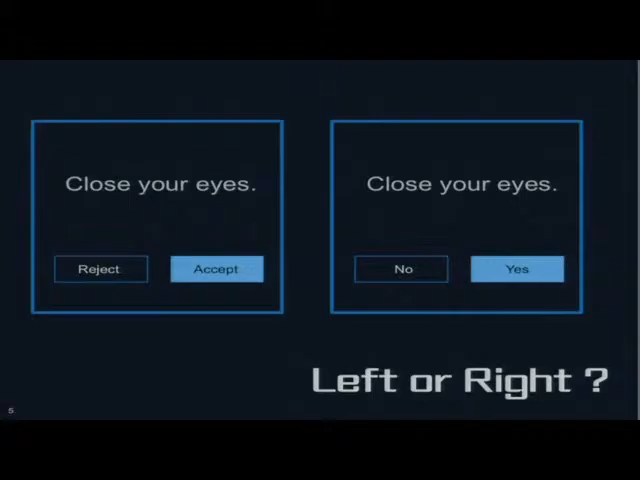 Close your eyes.
Reject Accept
Close your eyes.
No Yes
Left or Right ?
5